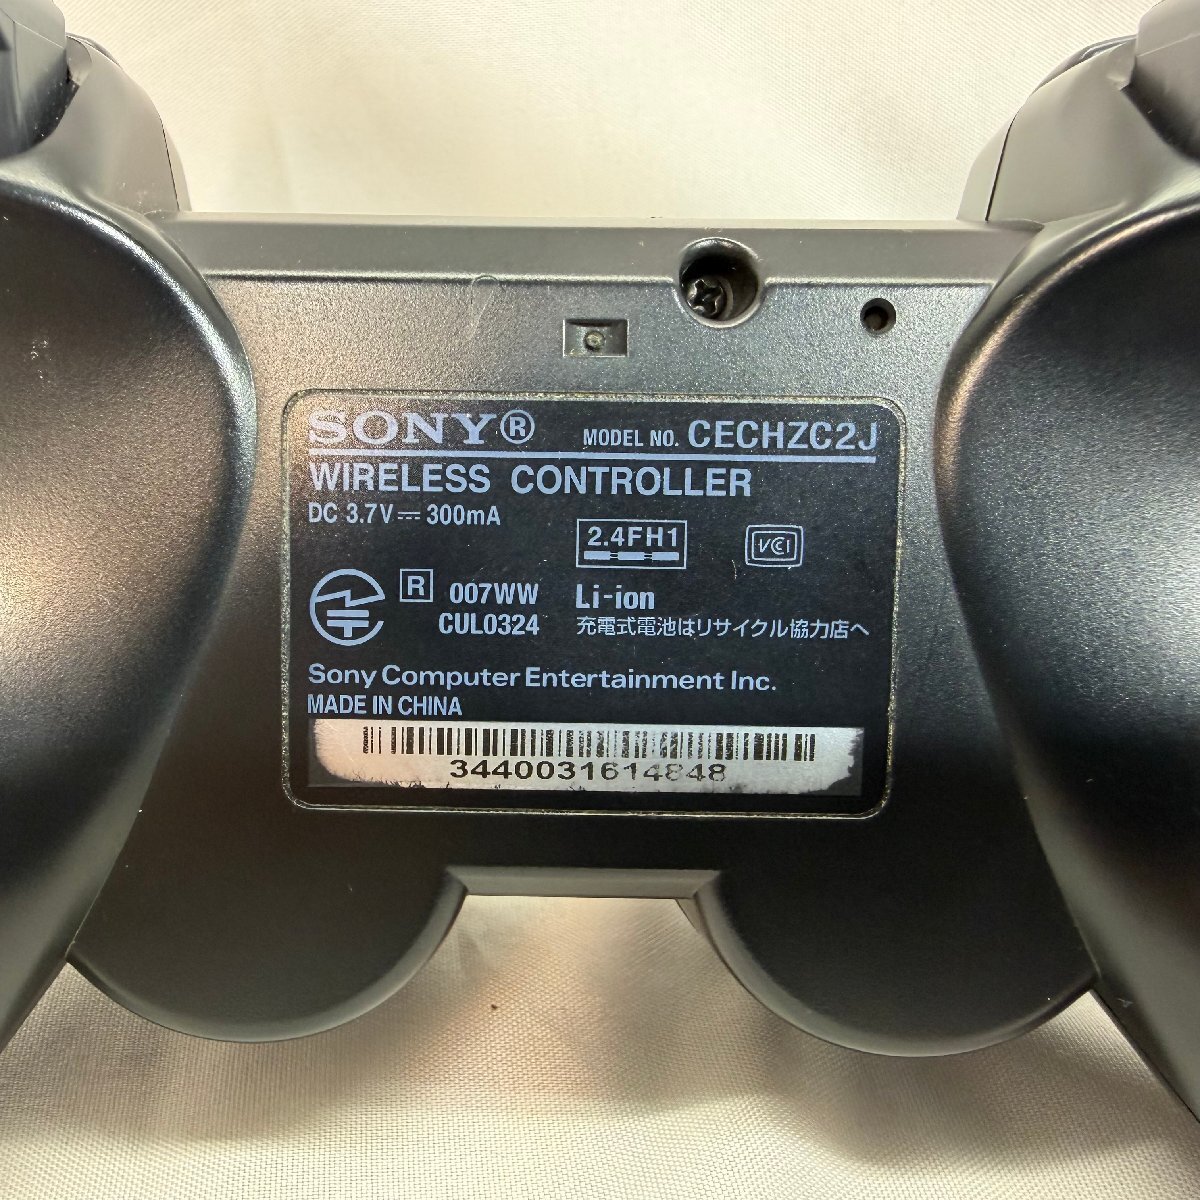 SONY® MODEL NO. CECHZC2J
WIRELESS CONTROLLER
DC 3.7V⎓300mA
2.4FH1
VCCI
R 007WW
CUL0324
Li-ion
充電式電池はリサイクル協力店へ
Sony Computer Entertainment Inc.
MADE IN CHINA
3440031614848